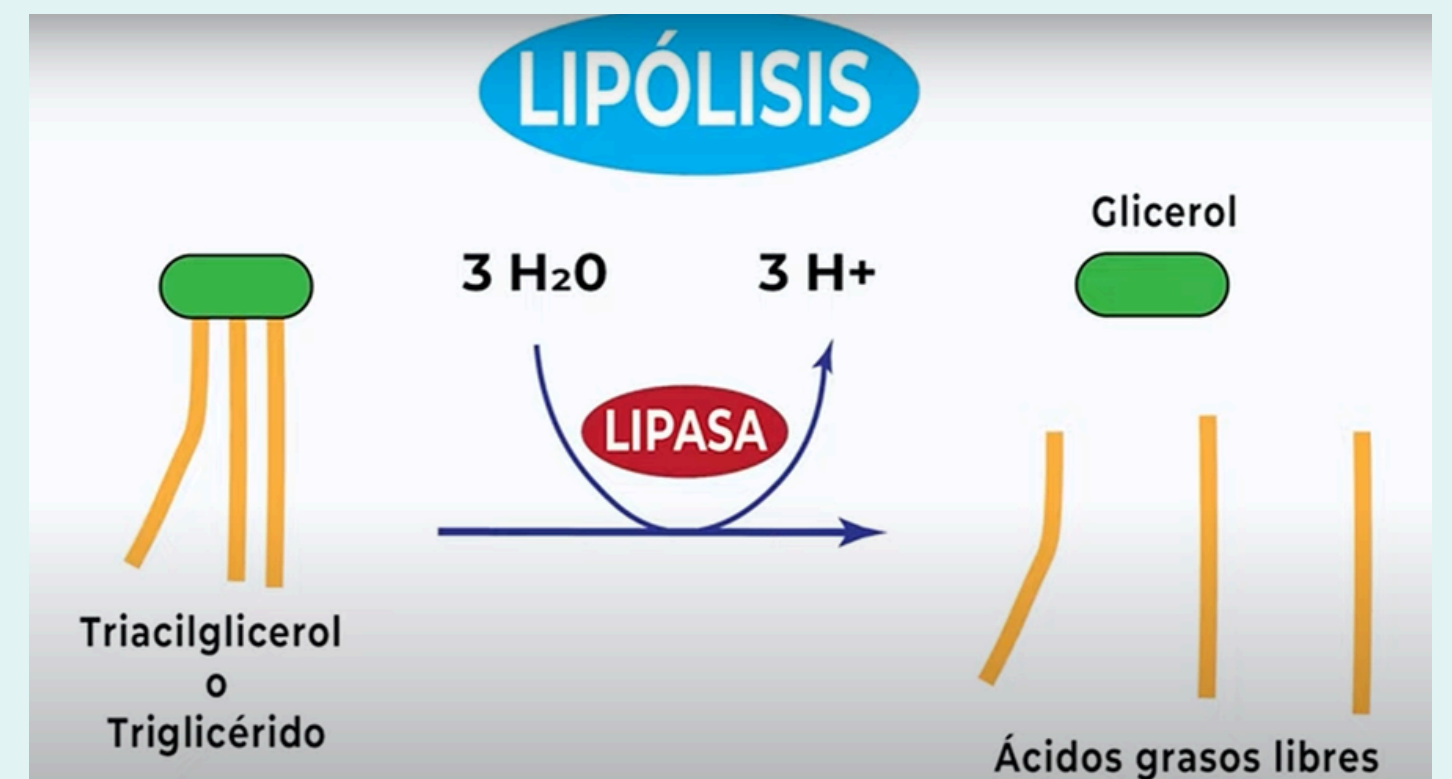 LIPÓLISIS
Glicerol
3 H₂0
3 H+
LIPASA
Triacilglicerol
o
Triglicérido
Ácidos grasos libres